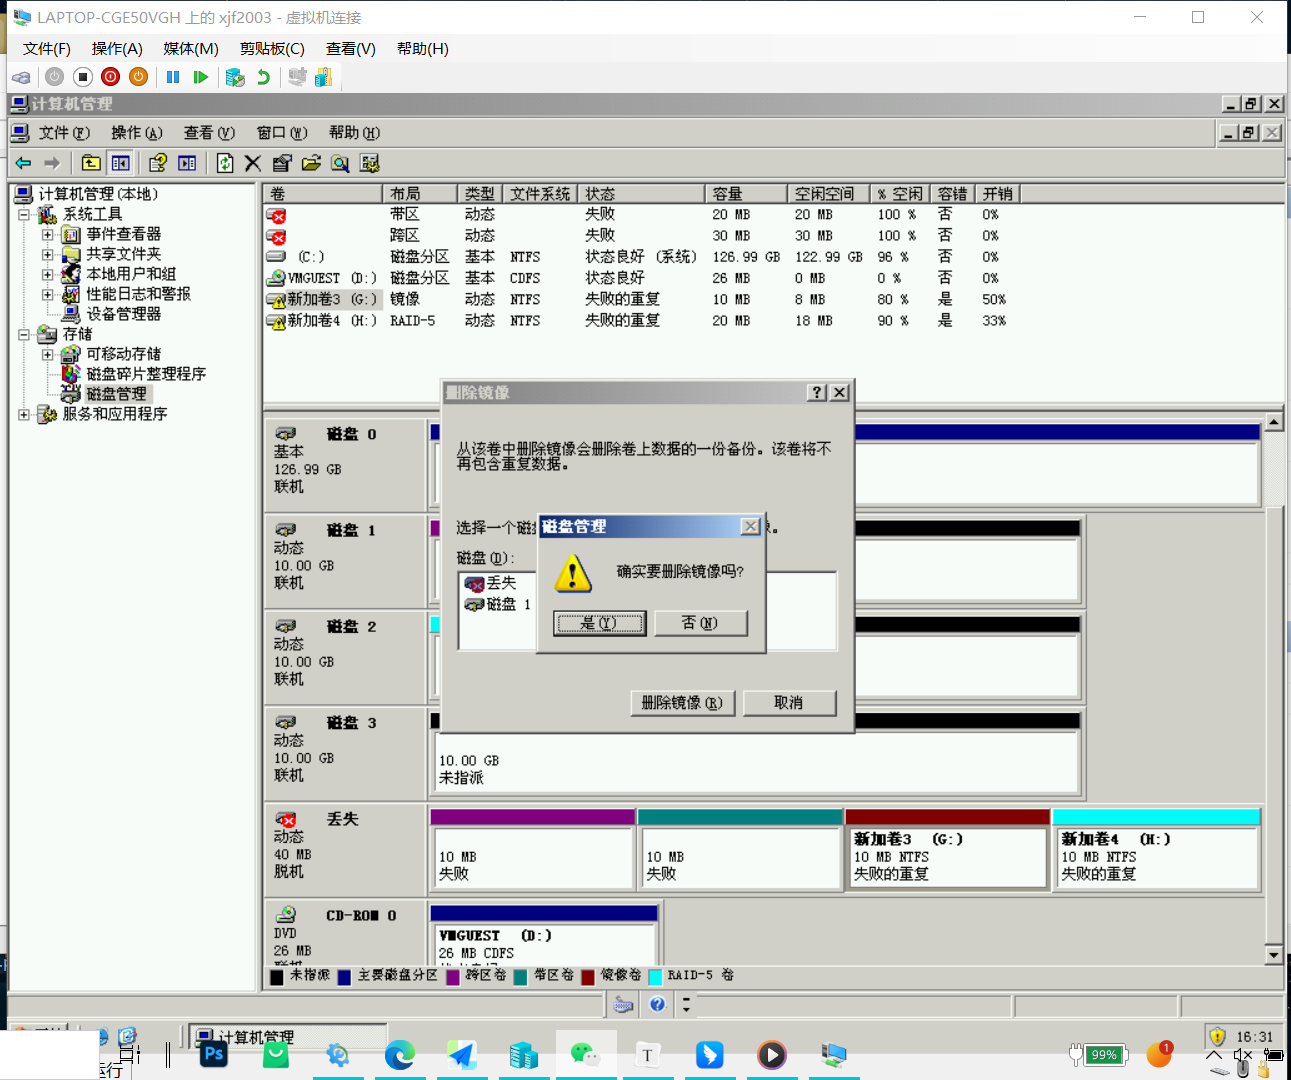 LAPTOP-CGE50VGH 上的 xjf2003 - 虚拟机连接
文件(F) 操作(A) 媒体(M) 剪贴板(C) 查看(V) 帮助(H)
计算机管理
文件(F) 操作(A) 查看(V) 窗口(W) 帮助(H)
计算机管理(本地)
系统工具
事件查看器
共享文件夹
本地用户和组
性能日志和警报
设备管理器
存储
可移动存储
磁盘碎片整理程序
磁盘管理
服务和应用程序
卷 布局 类型 文件系统 状态 容量 空闲空间 % 空闲 容错 开销
带区 动态 失败 20 MB 20 MB 100 % 否 0%
跨区 动态 失败 30 MB 30 MB 100 % 否 0%
(C:) 磁盘分区 基本 NTFS 状态良好 (系统) 126.99 GB 122.99 GB 96 % 否 0%
VMGUEST (D:) 磁盘分区 基本 CDFS 状态良好 26 MB 0 MB 0 % 否 0%
新加卷3 (G:) 镜像 动态 NTFS 失败的重复 10 MB 8 MB 80 % 是 50%
新加卷4 (H:) RAID-5 动态 NTFS 失败的重复 20 MB 18 MB 90 % 是 33%
磁盘 0
基本
126.99 GB
联机
磁盘 1
动态
10.00 GB
联机
磁盘 2
动态
10.00 GB
联机
磁盘 3
动态
10.00 GB
联机
10.00 GB
未指派
删除镜像
从该卷中删除镜像会删除卷上数据的一份备份。该卷将不
再包含重复数据。
选择一个磁
磁盘(D):
丢失
磁盘 1
删除镜像(R) 取消
磁盘管理
确实要删除镜像吗?
是(Y) 否(N)
丢失
动态
40 MB
脱机
10 MB
失败
10 MB
失败
新加卷3 (G:)
10 MB NTFS
失败的重复
新加卷4 (H:)
10 MB NTFS
失败的重复
CD-ROM 0
DVD
26 MB
VMGUEST (D:)
26 MB CDFS
未指派 主要磁盘分区 跨区卷 带区卷 镜像卷 RAID-5 卷
计算机管理
16:31
运行
Ps
T
99%
1